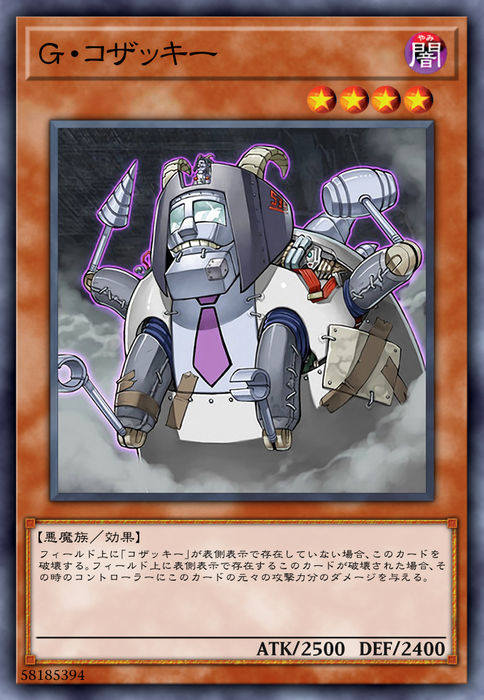 G・コザッキー
やみ
闇
【悪魔族／効果】
フィールド上に「コザッキー」が表側表示で存在していない場合、このカードを
破壊する。フィールド上に表側表示で存在するこのカードが破壊された場合、そ
の時のコントローラーにこのカードの元々の攻撃力分のダメージを与える。
ATK/2500 DEF/2400
58185394